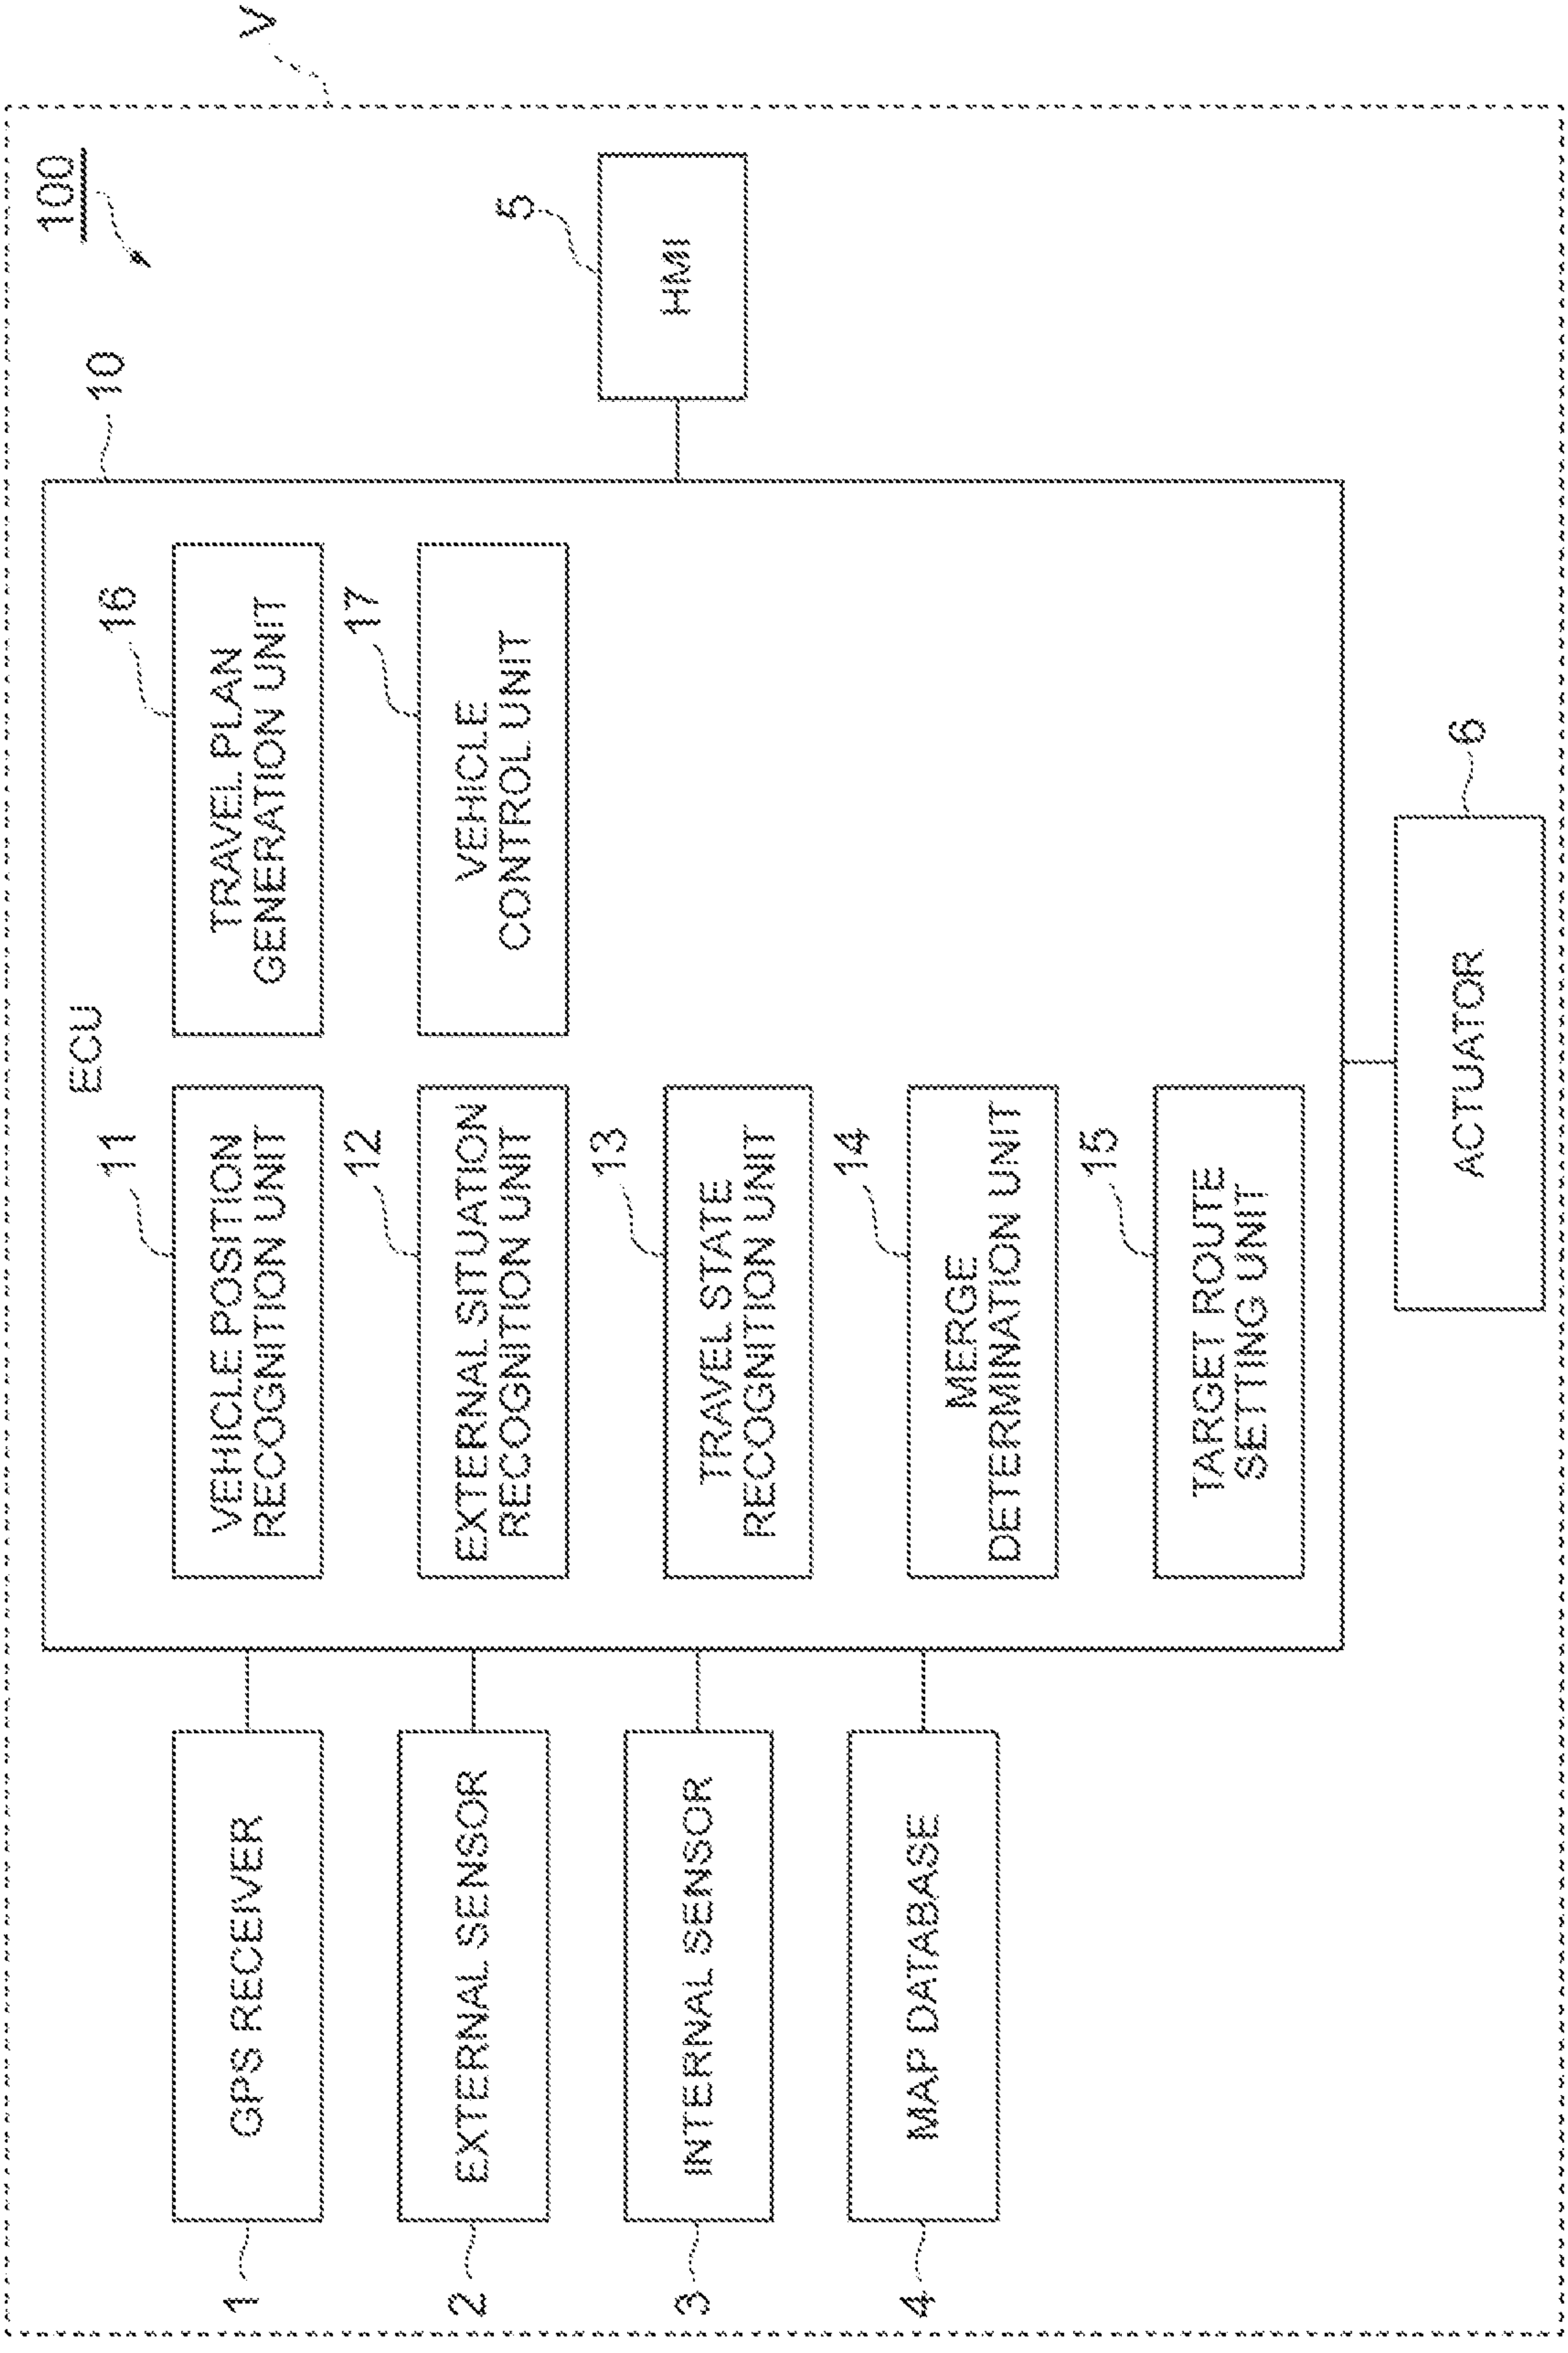 V
100
10
ECU
1
GPS RECEIVER
11
VEHICLE POSITION
RECOGNITION UNIT
16
TRAVEL PLAN
GENERATION UNIT
2
EXTERNAL SENSOR
12
EXTERNAL SITUATION
RECOGNITION UNIT
17
VEHICLE
CONTROL UNIT
5
HMI
3
INTERNAL SENSOR
13
TRAVEL STATE
RECOGNITION UNIT
4
MAP DATABASE
14
MERGE
DETERMINATION UNIT
15
TARGET ROUTE
SETTING UNIT
6
ACTUATOR